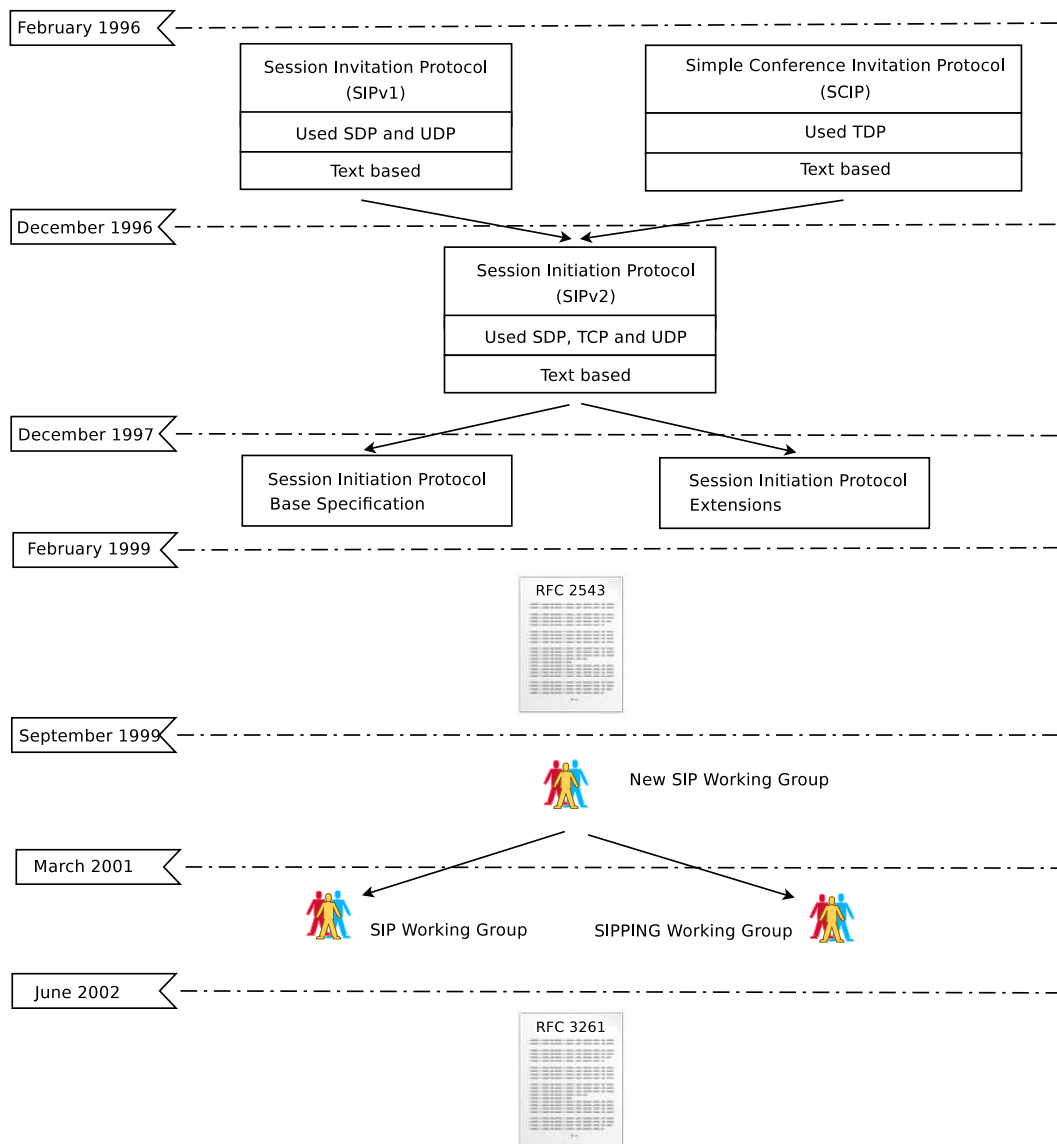 February 1996
Session Invitation Protocol
(SIPv1)
Used SDP and UDP
Text based
Simple Conference Invitation Protocol
(SCIP)
Used TDP
Text based
December 1996
Session Initiation Protocol
(SIPv2)
Used SDP, TCP and UDP
Text based
December 1997
Session Initiation Protocol
Base Specification
Session Initiation Protocol
Extensions
February 1999
RFC 2543
September 1999
New SIP Working Group
March 2001
SIP Working Group
SIPPING Working Group
June 2002
RFC 3261